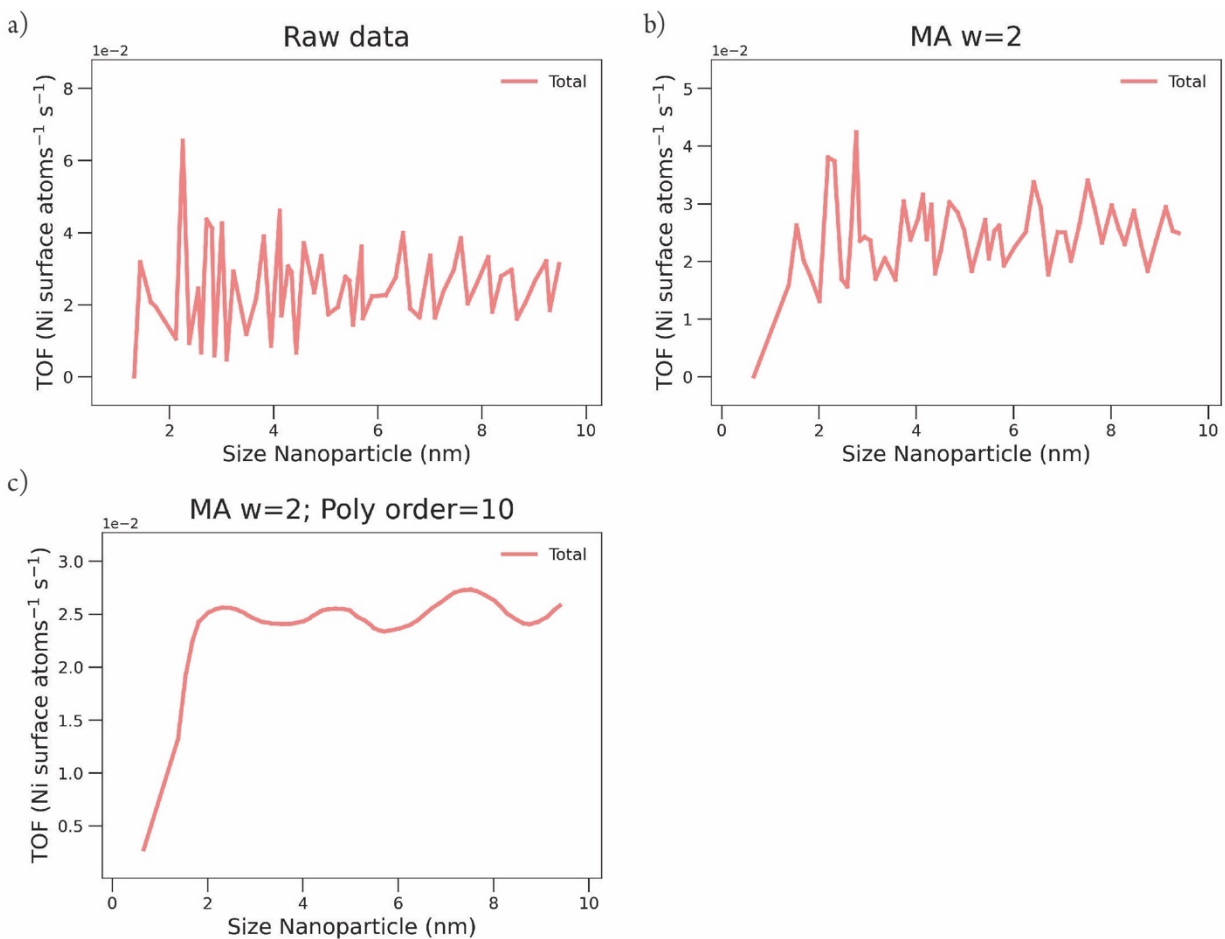 a)
Raw data
1e−2
Total
8
6
4
2
0
TOF (Ni surface atoms⁻¹ s⁻¹)
2 4 6 8 10
Size Nanoparticle (nm)
b)
MA w=2
1e−2
Total
5
4
3
2
1
0
TOF (Ni surface atoms⁻¹ s⁻¹)
0 2 4 6 8 10
Size Nanoparticle (nm)
c)
MA w=2; Poly order=10
1e−2
Total
3.0
2.5
2.0
1.5
1.0
0.5
TOF (Ni surface atoms⁻¹ s⁻¹)
0 2 4 6 8 10
Size Nanoparticle (nm)